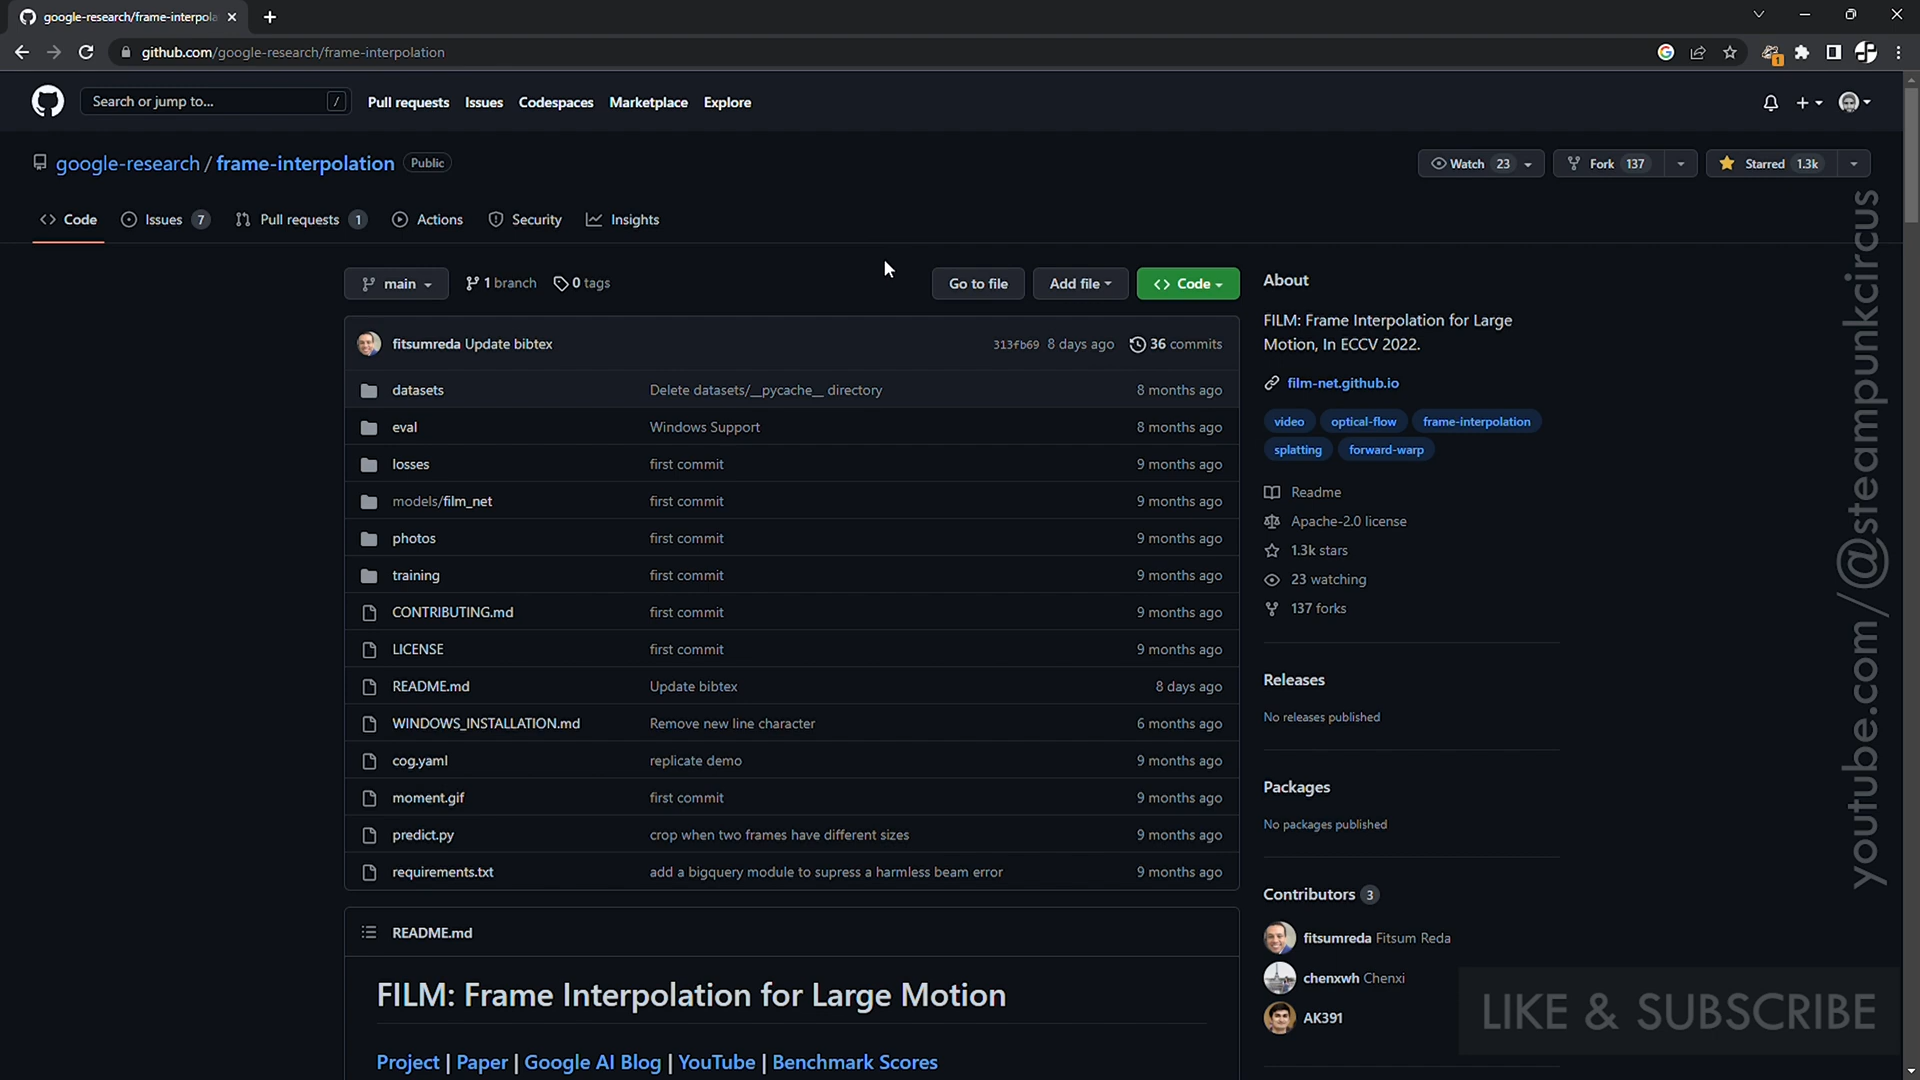 google-research/frame-interpola
github.com/google-research/frame-interpolation
1
Search or jump to...
/
Pull requests
Issues
Codespaces
Marketplace
Explore
google-research / frame-interpolation
Public
Watch 23
Fork 137
Starred 1.3k
Code
Issues 7
Pull requests 1
Actions
Security
Insights
main
1 branch
0 tags
Go to file
Add file
Code
fitsumreda Update bibtex
313fb69 8 days ago
36 commits
datasets Delete datasets/__pycache__ directory 8 months ago
eval Windows Support 8 months ago
losses first commit 9 months ago
models/film_net first commit 9 months ago
photos first commit 9 months ago
training first commit 9 months ago
CONTRIBUTING.md first commit 9 months ago
LICENSE first commit 9 months ago
README.md Update bibtex 8 days ago
WINDOWS_INSTALLATION.md Remove new line character 6 months ago
cog.yaml replicate demo 9 months ago
moment.gif first commit 9 months ago
predict.py crop when two frames have different sizes 9 months ago
requirements.txt add a bigquery module to supress a harmless beam error 9 months ago
README.md
FILM: Frame Interpolation for Large Motion
Project | Paper | Google AI Blog | YouTube | Benchmark Scores
About
FILM: Frame Interpolation for Large
Motion, In ECCV 2022.
film-net.github.io
video optical-flow frame-interpolation
splatting forward-warp
Readme
Apache-2.0 license
1.3k stars
23 watching
137 forks
Releases
No releases published
Packages
No packages published
Contributors 3
fitsumreda Fitsum Reda
chenxwh Chenxi
AK391
youtube.com/@steampunkcircus
LIKE & SUBSCRIBE